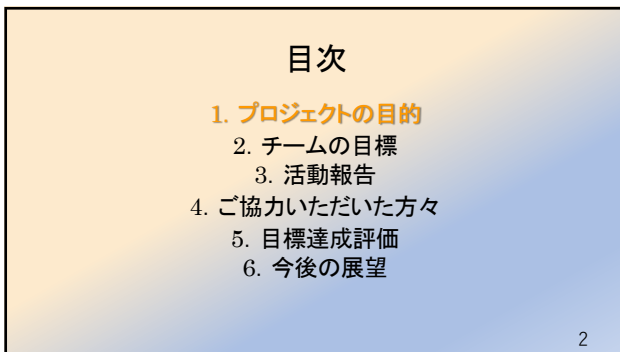 目次
1. プロジェクトの目的
2. チームの目標
3. 活動報告
4. ご協力いただいた方々
5. 目標達成評価
6. 今後の展望
2